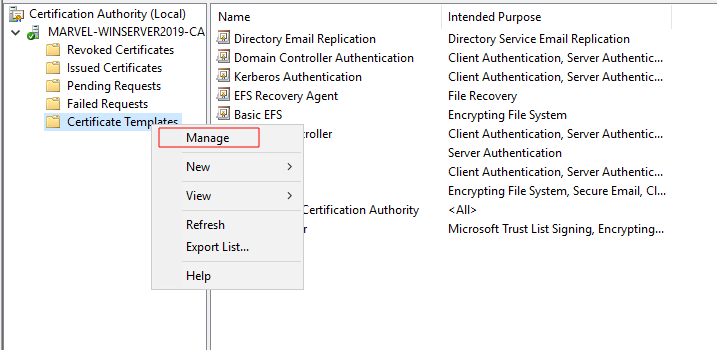 Certification Authority (Local)
MARVEL-WINSERVER2019-CA
Revoked Certificates
Issued Certificates
Pending Requests
Failed Requests
Certificate Templates
Manage
New
View
Refresh
Export List...
Help
Name Intended Purpose
Directory Email Replication Directory Service Email Replication
Domain Controller Authentication Client Authentication, Server Authentic...
Kerberos Authentication Client Authentication, Server Authentic...
EFS Recovery Agent File Recovery
Basic EFS Encrypting File System
ntroller Client Authentication, Server Authentic...
Server Authentication
Client Authentication, Server Authentic...
Encrypting File System, Secure Email, Cl...
Certification Authority <All>
r Microsoft Trust List Signing, Encrypting...